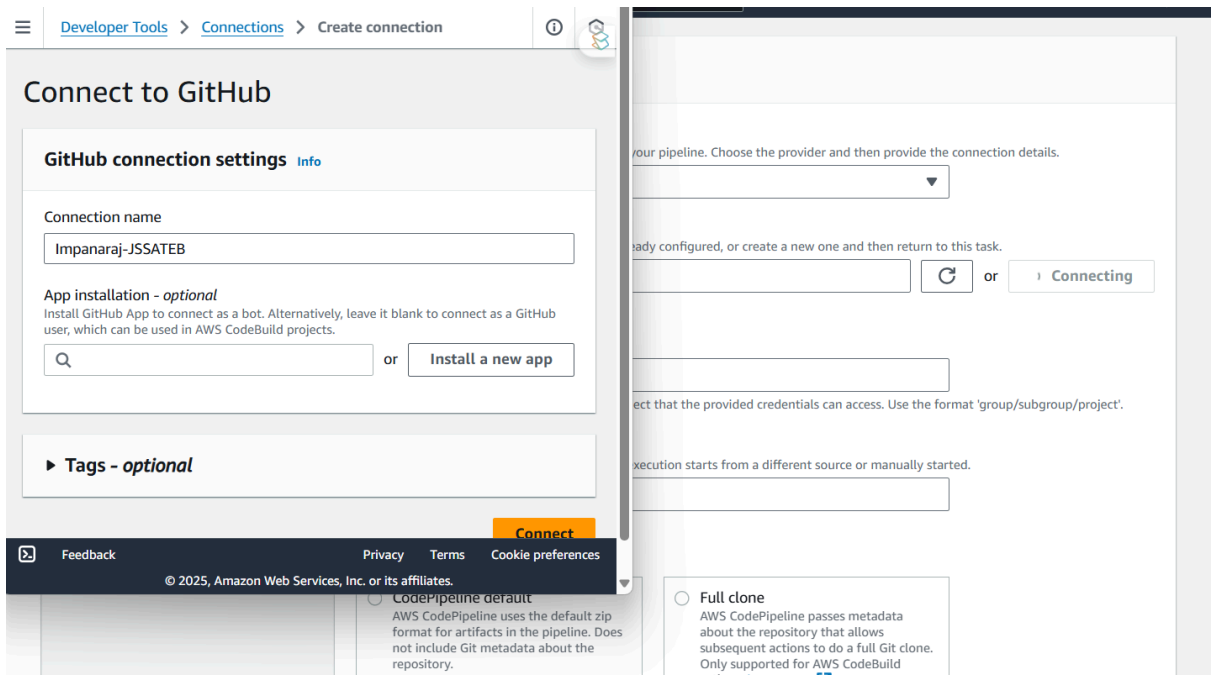 Developer Tools > Connections > Create connection
Connect to GitHub
GitHub connection settings Info
Connection name
Impanaraj-JSSATEB
App installation - optional
Install GitHub App to connect as a bot. Alternatively, leave it blank to connect as a GitHub
user, which can be used in AWS CodeBuild projects.
or Install a new app
Tags - optional
Connect
Feedback Privacy Terms Cookie preferences
© 2025, Amazon Web Services, Inc. or its affiliates.
your pipeline. Choose the provider and then provide the connection details.
configured, or create a new one and then return to this task.
or Connecting
that the provided credentials can access. Use the format 'group/subgroup/project'.
execution starts from a different source or manually started.
CodePipeline default
AWS CodePipeline uses the default zip
format for artifacts in the pipeline. Does
not include Git metadata about the
repository.
Full clone
AWS CodePipeline passes metadata
about the repository that allows
subsequent actions to do a full Git clone.
Only supported for AWS CodeBuild